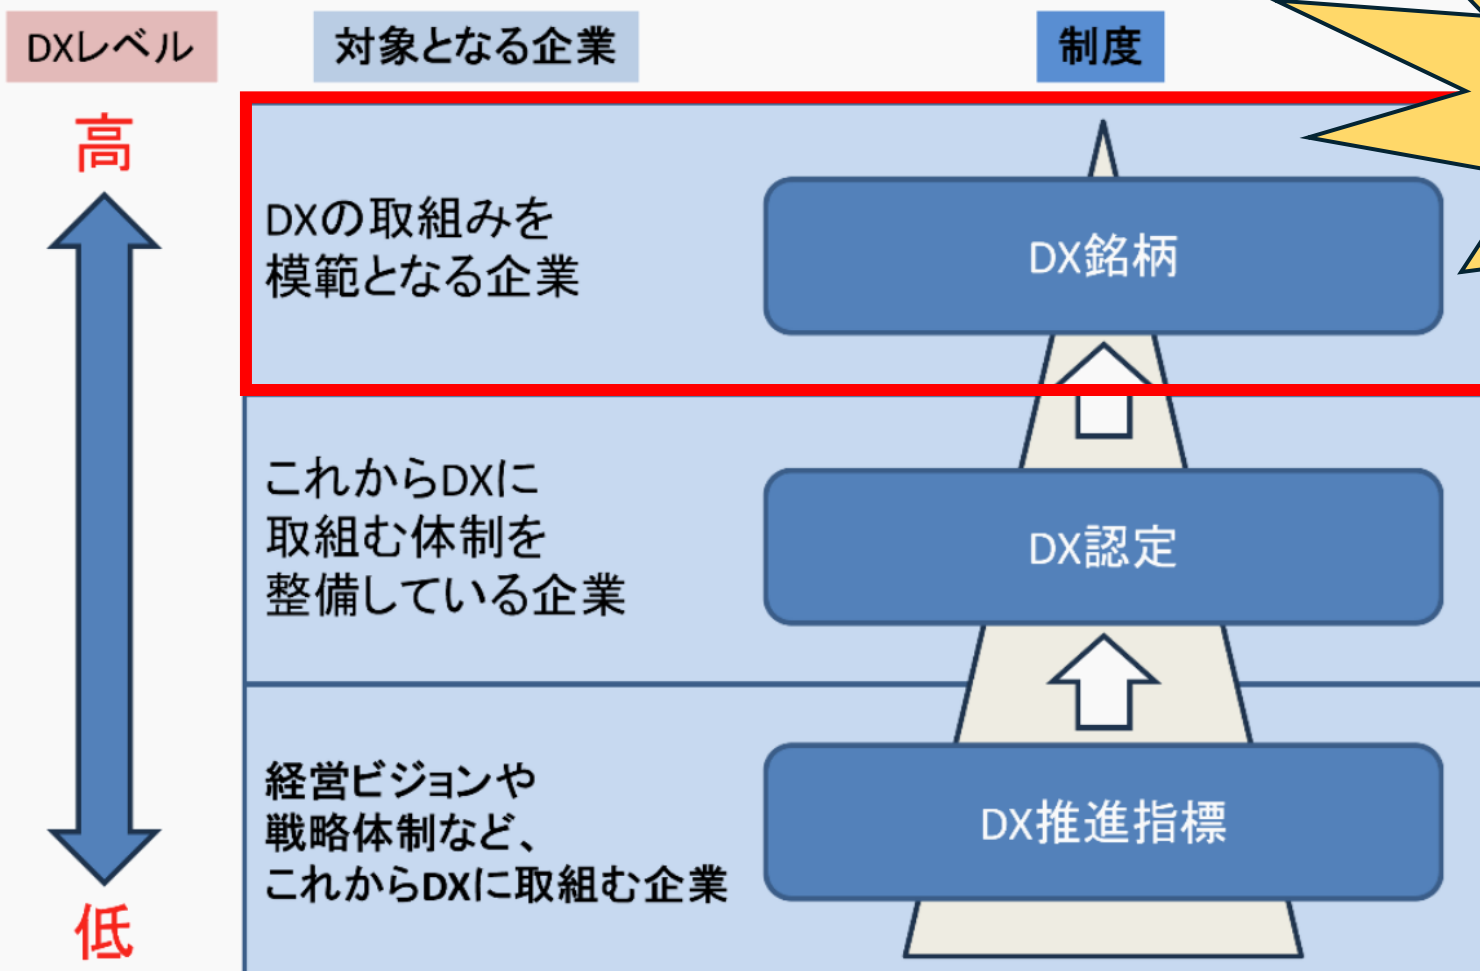 DXレベル
対象となる企業
制度
高
DXの取組みを
模範となる企業
DX銘柄
これからDXに
取組む体制を
整備している企業
DX認定
経営ビジョンや
戦略体制など、
これからDXに取組む企業
DX推進指標
低